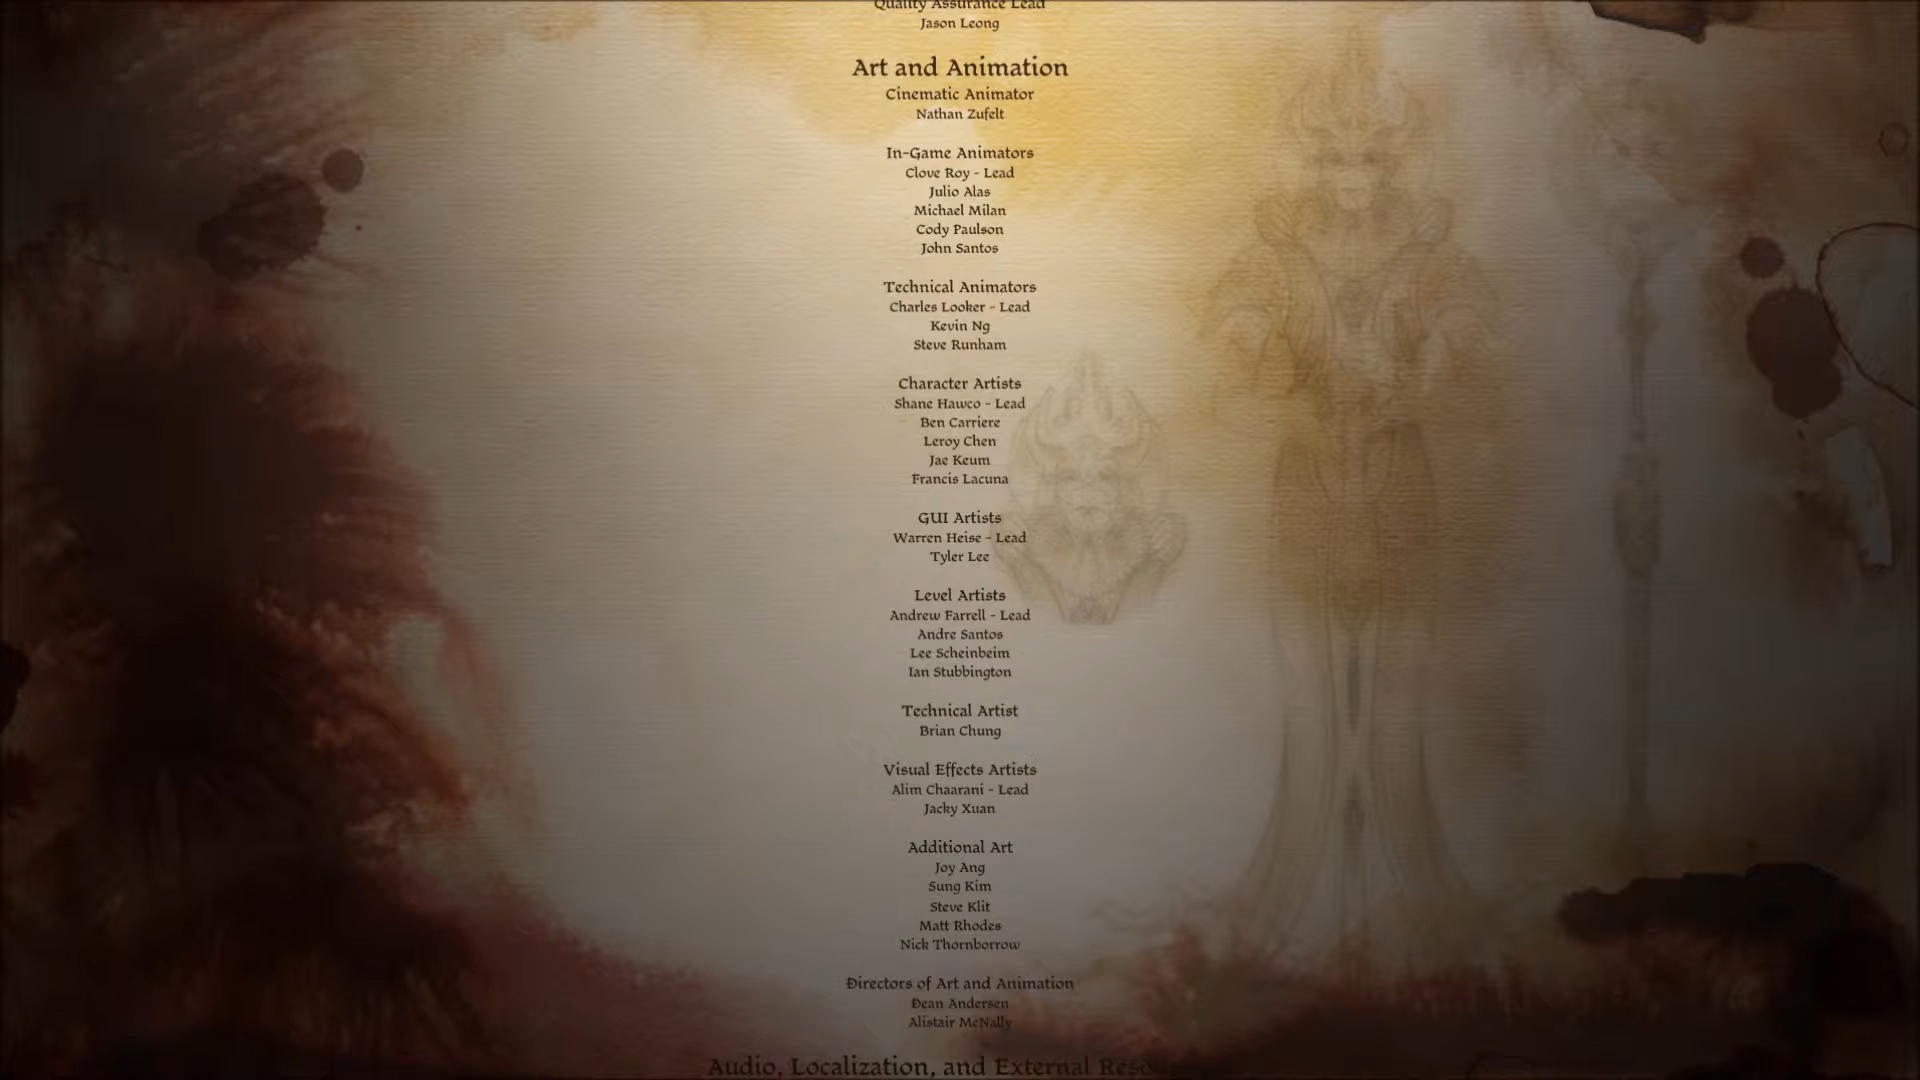 Quality Assurance Lead
Jason Leong
Art and Animation
Cinematic Animator
Nathan Zufelt
In-Game Animators
Clove Roy - Lead
Julio Alas
Michael Milan
Cody Paulson
John Santos
Technical Animators
Charles Looker - Lead
Kevin Ng
Steve Runham
Character Artists
Shane Hawco - Lead
Ben Carriere
Leroy Chen
Jae Keum
Francis Lacuna
GUI Artists
Warren Heise - Lead
Tyler Lee
Level Artists
Andrew Farrell - Lead
Andre Santos
Lee Scheinbeim
Ian Stubbington
Technical Artist
Brian Chung
Visual Effects Artists
Alim Chaarani - Lead
Jacky Xuan
Additional Art
Joy Ang
Sung Kim
Steve Klit
Matt Rhodes
Nick Thornborrow
Directors of Art and Animation
Dean Andersen
Alistair McNally
Audio, Localization, and External